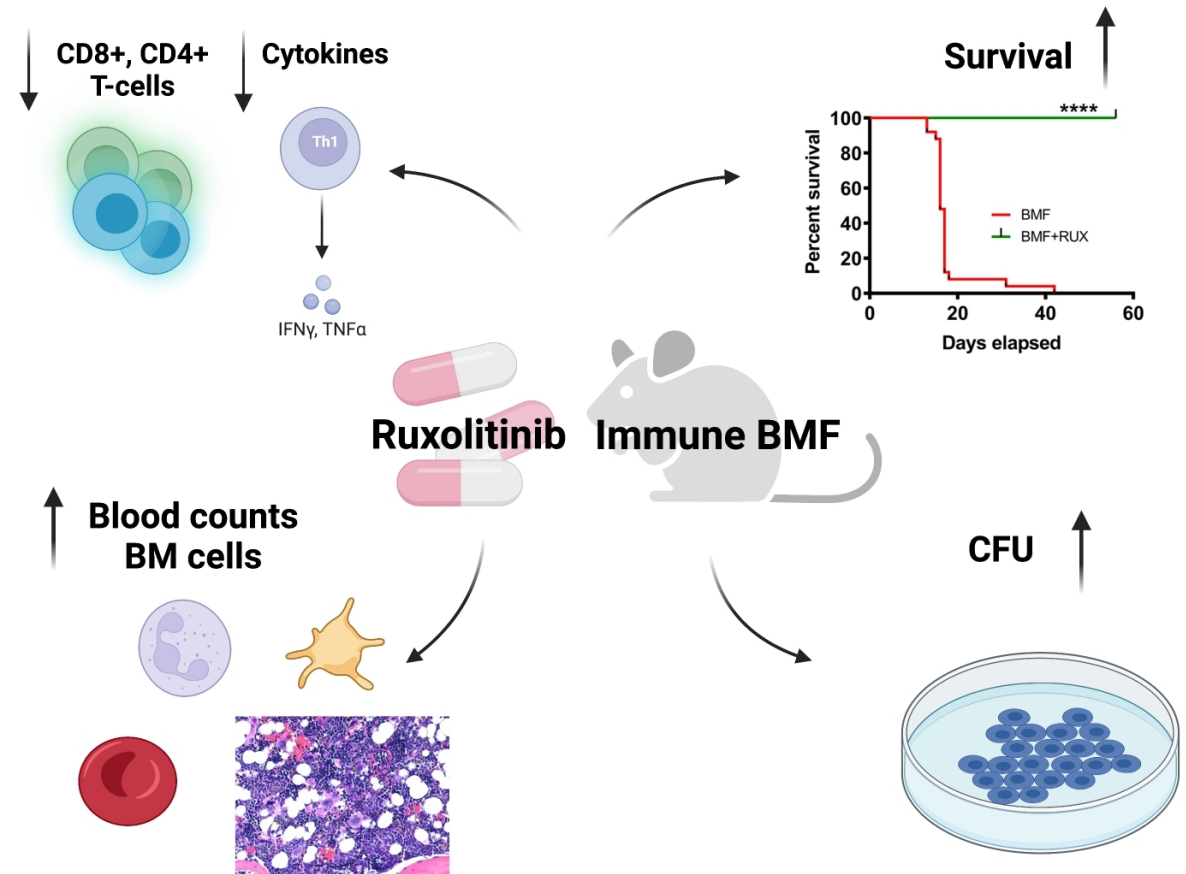 CD8+, CD4+
T-cells
Cytokines
Th1
IFNγ, TNFα
Survival
****
Percent survival
100
80
60
40
20
0
0 20 40 60
Days elapsed
BMF
BMF+RUX
Ruxolitinib Immune BMF
Blood counts
BM cells
CFU